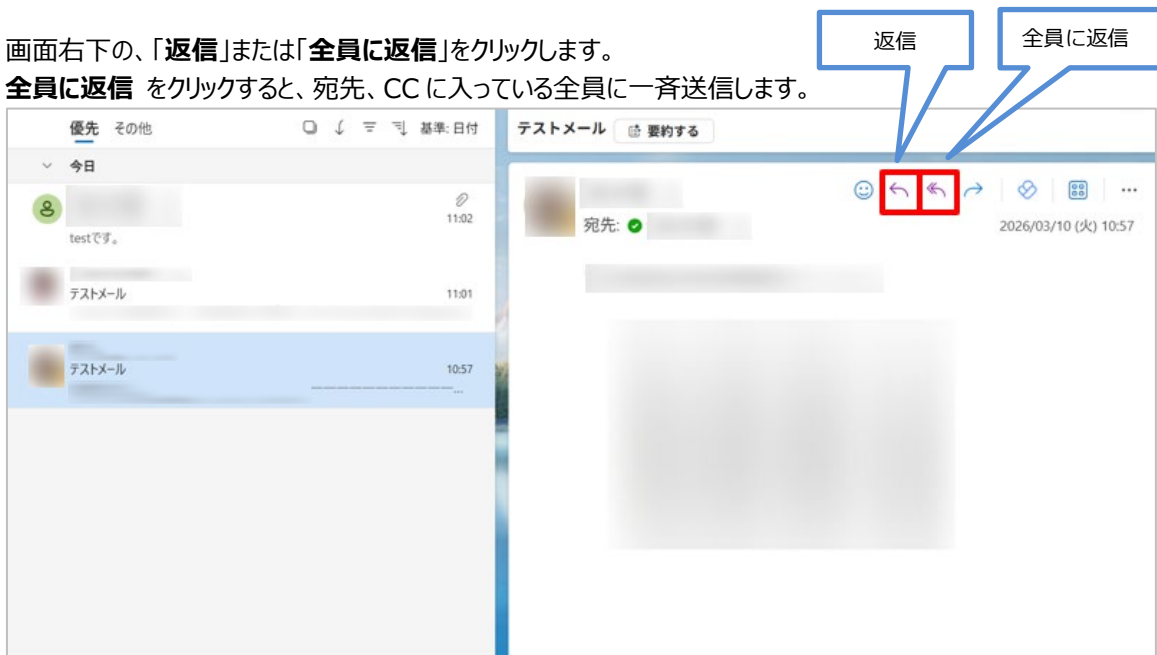 返信
全員に返信
画面右下の、「返信」または「全員に返信」をクリックします。
全員に返信 をクリックすると、宛先、CC に入っている全員に一斉送信します。
優先 その他
基準: 日付
今日
11:02
testです。
テストメール
11:01
テストメール
10:57
テストメール
要約する
宛先:
2026/03/10 (火) 10:57